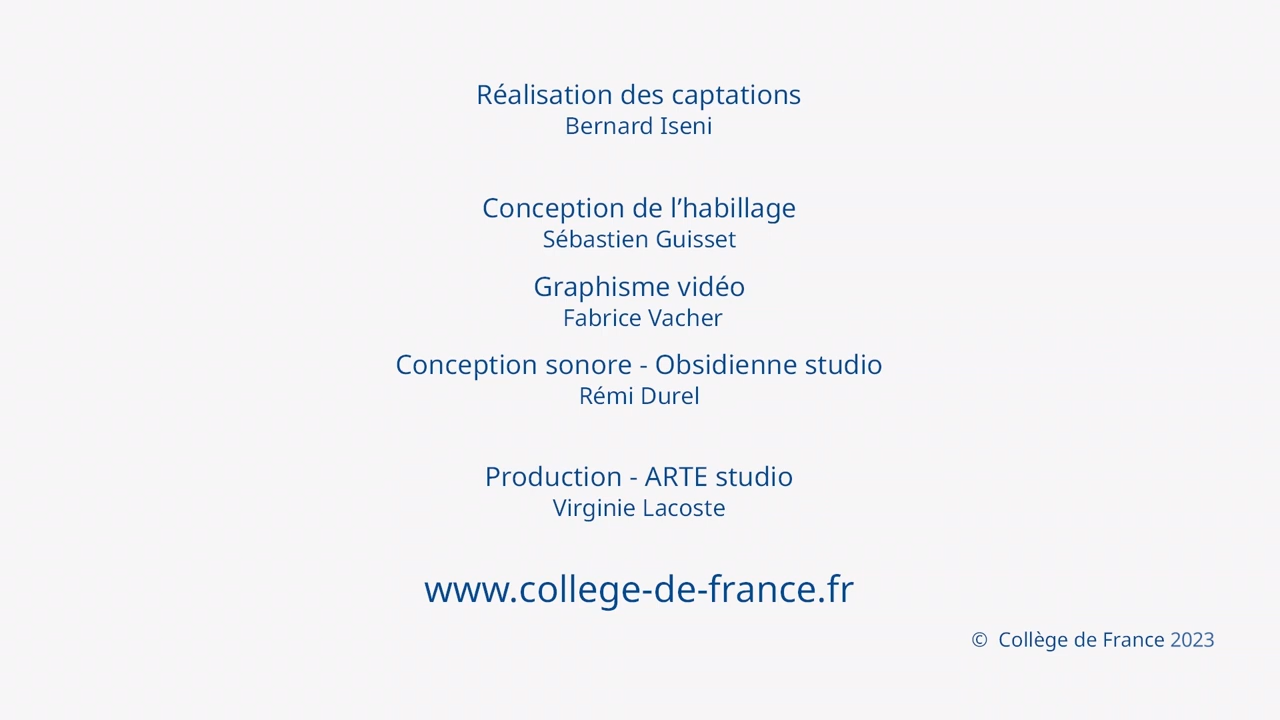 Réalisation des captations
Bernard Iseni
Conception de l’habillage
Sébastien Guisset
Graphisme vidéo
Fabrice Vacher
Conception sonore - Obsidienne studio
Rémi Durel
Production - ARTE studio
Virginie Lacoste
www.college-de-france.fr
© Collège de France 2023